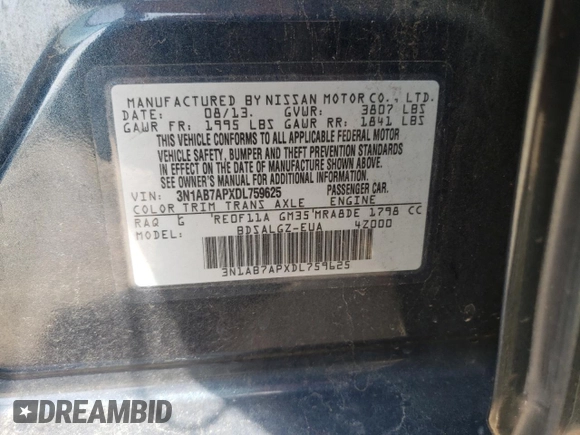 MANUFACTURED BY NISSAN MOTOR CO., LTD.
DATE: 08/13. GVWR: 3807 LBS
GAWR FR: 1995 LBS GAWR RR: 1841 LBS
THIS VEHICLE CONFORMS TO ALL APPLICABLE FEDERAL MOTOR
VEHICLE SAFETY, BUMPER AND THEFT PREVENTION STANDARDS
IN EFFECT ON THE DATE OF MANUFACTURE SHOWN ABOVE.
SEE OWNER'S MANUAL AND FMVSS PART
VIN: 3N1AB7APXDL759625 PASSENGER CAR.
COLOR TRIM TRANS AXLE ENGINE
RAQ G RE0F11A GM35 MRA8DE 1798 CC
MODEL: BDSALGZ-EUA 4Z000
3N1AB7APXDL759625
DREAMBID